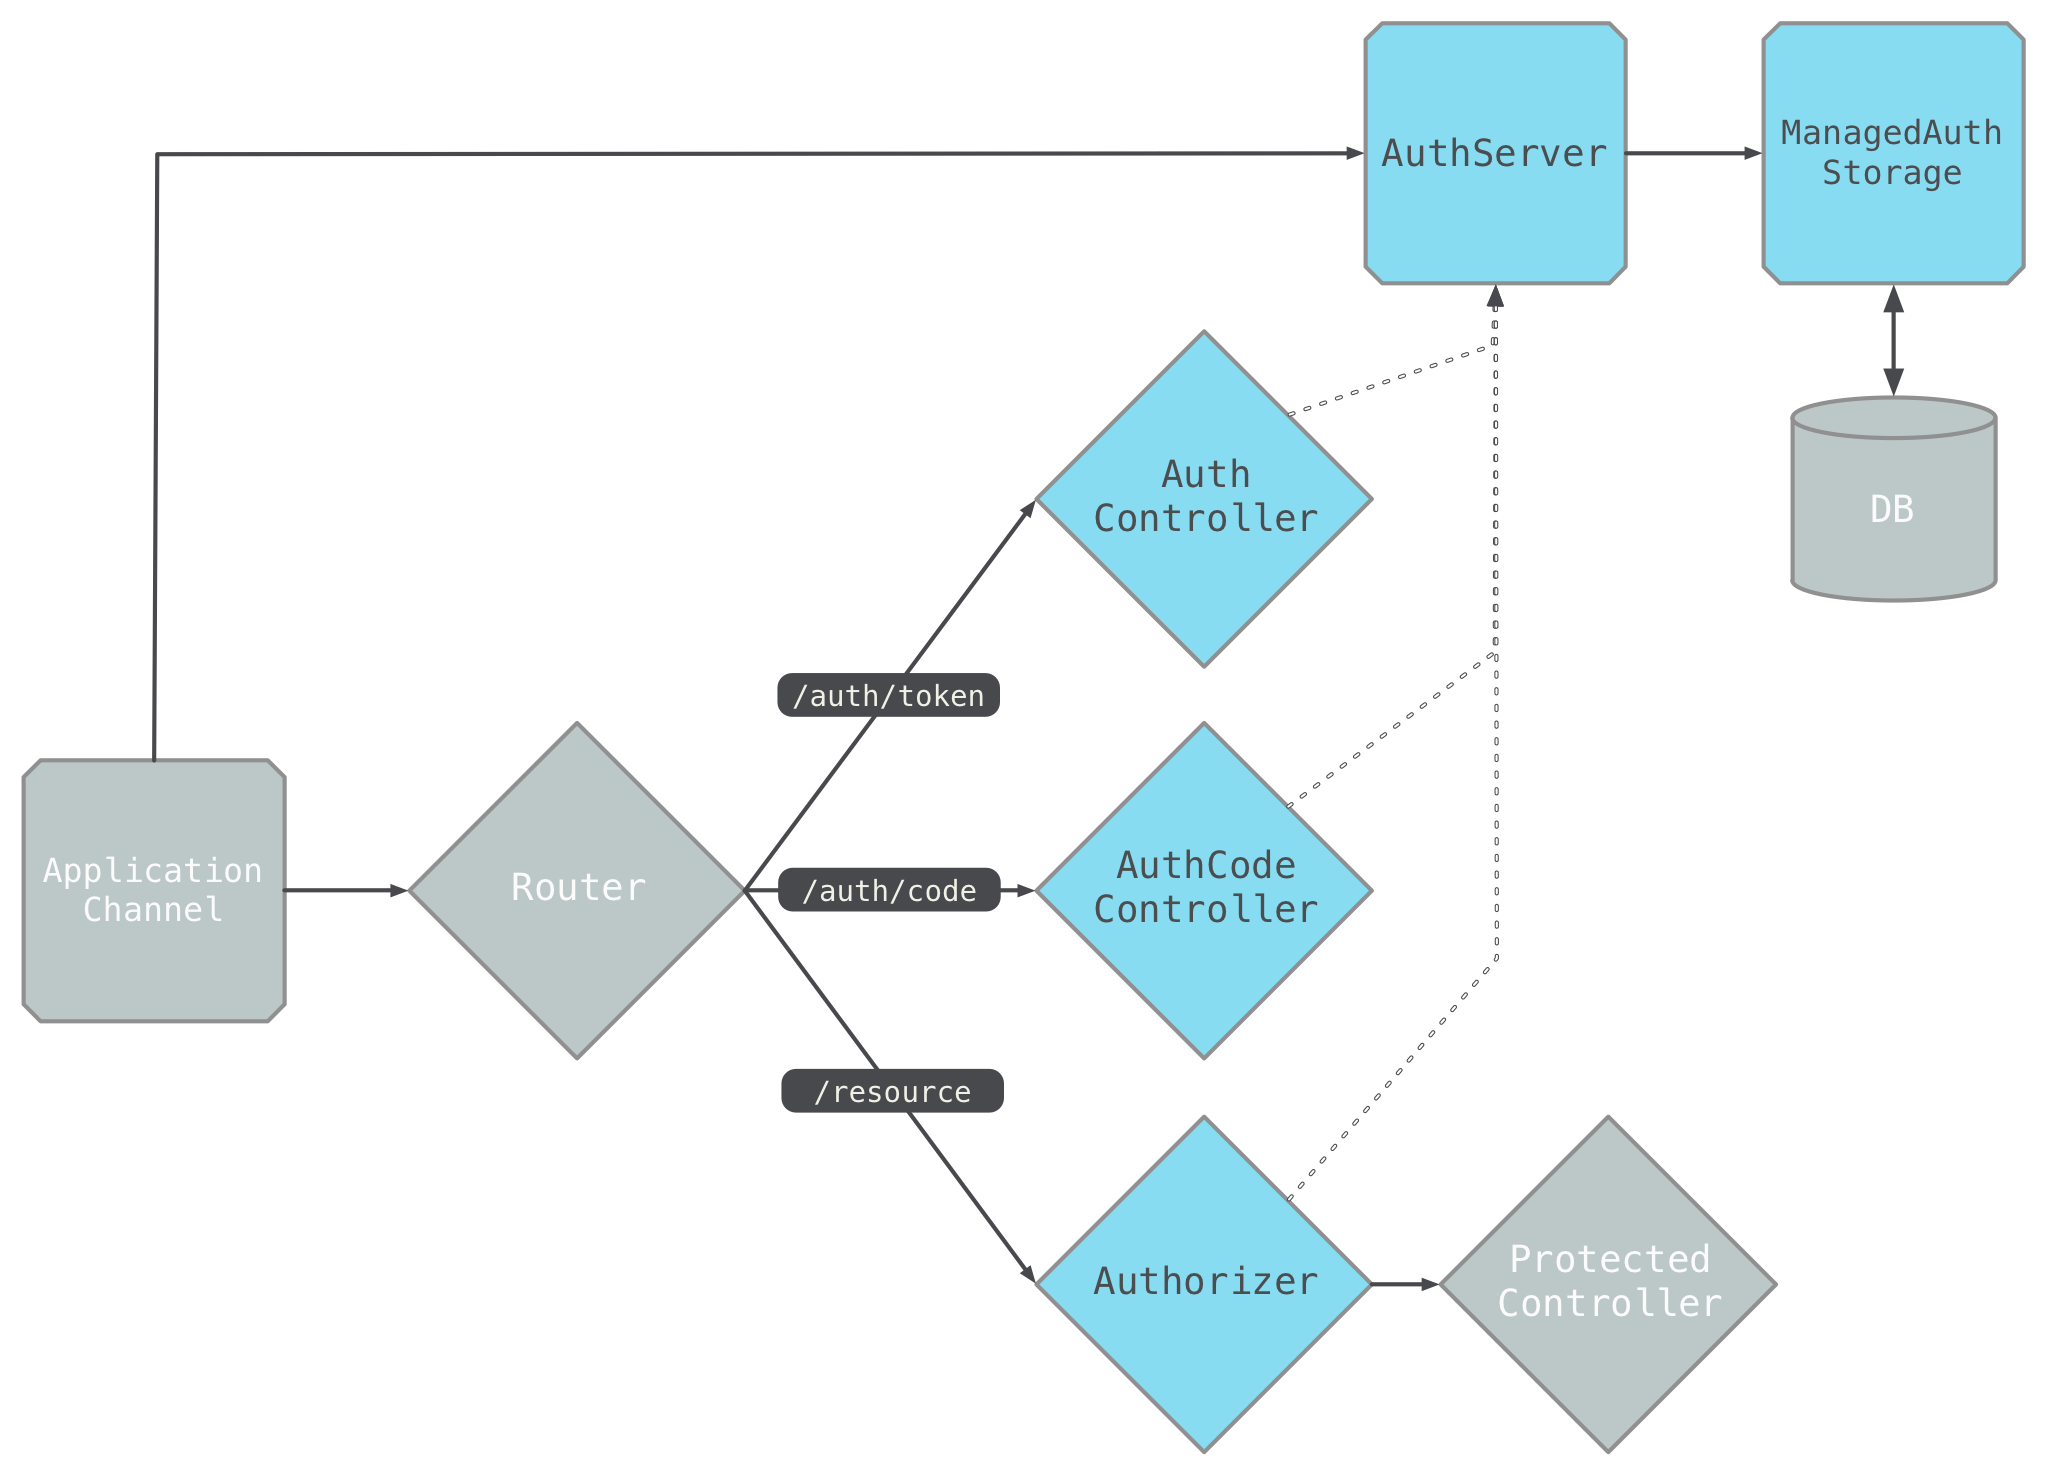 AuthServer
ManagedAuth
Storage
DB
Auth
Controller
/auth/token
Application
Channel
Router
/auth/code
AuthCode
Controller
/resource
Authorizer
Protected
Controller